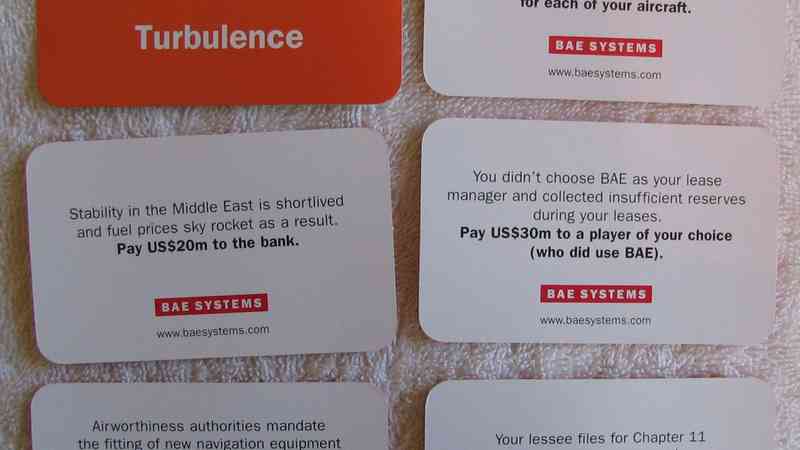 Turbulence
for each of your aircraft.
BAE SYSTEMS
www.baesystems.com
Stability in the Middle East is shortlived
and fuel prices sky rocket as a result.
Pay US$20m to the bank.
BAE SYSTEMS
www.baesystems.com
You didn't choose BAE as your lease
manager and collected insufficient reserves
during your leases.
Pay US$30m to a player of your choice
(who did use BAE).
BAE SYSTEMS
www.baesystems.com
Airworthiness authorities mandate
the fitting of new navigation equipment
Your lessee files for Chapter 11